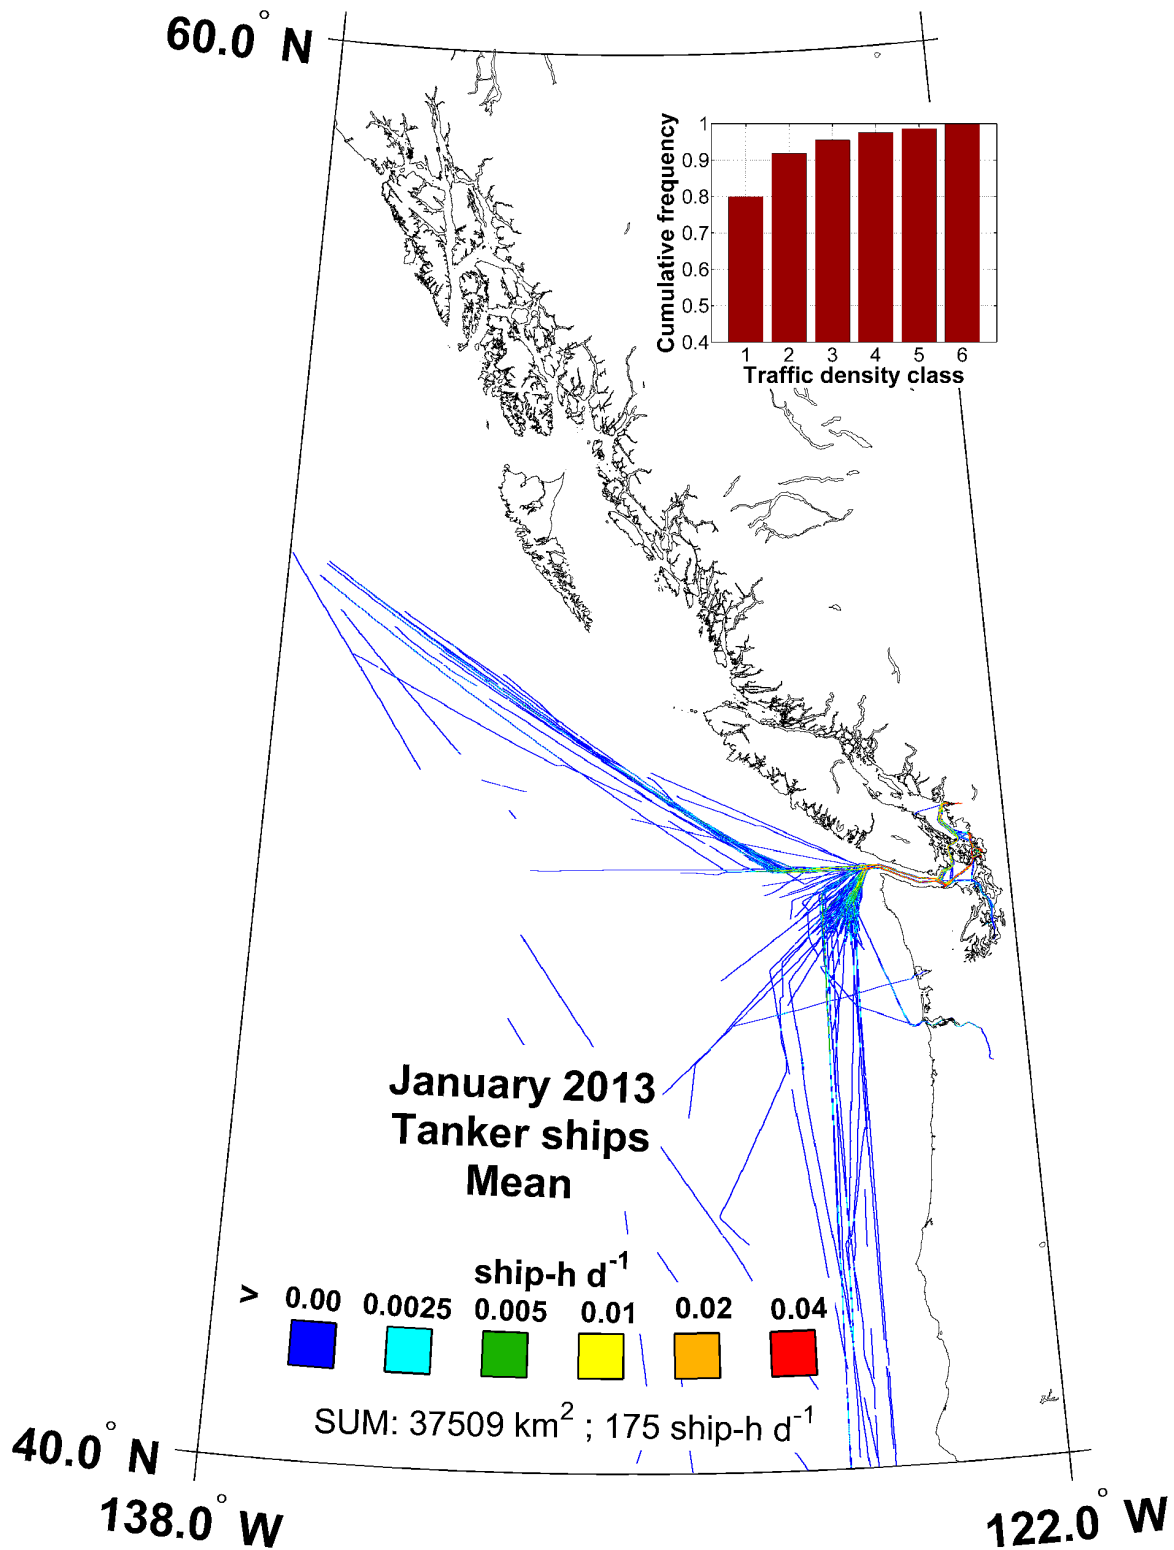 60.0° N
Cumulative frequency
1
0.9
0.8
0.7
0.6
0.5
0.4
1 2 3 4 5 6
Traffic density class
January 2013
Tanker ships
Mean
ship-h d⁻¹
> 0.00 0.0025 0.005 0.01 0.02 0.04
SUM: 37509 km² ; 175 ship-h d⁻¹
40.0° N
138.0° W
122.0° W